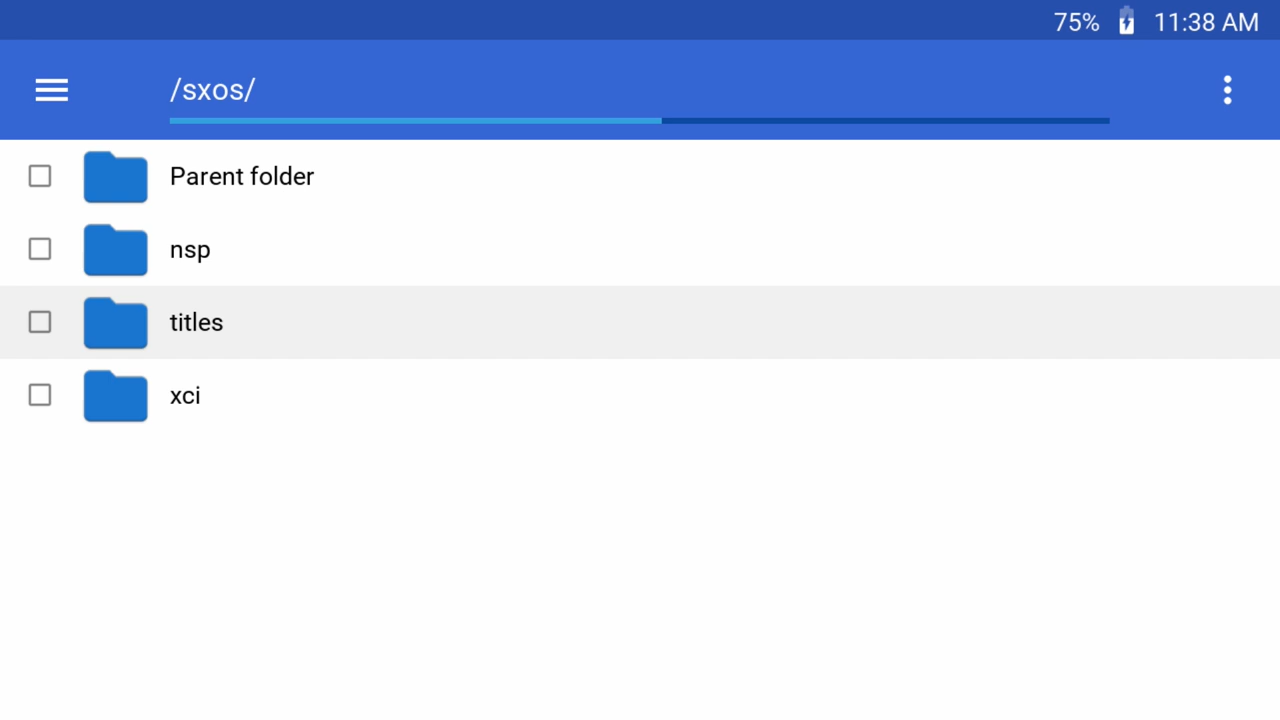 75% 11:38 AM
/sxos/
Parent folder
nsp
titles
xci